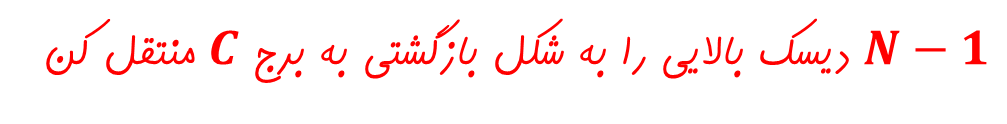 N − 1 دیسک بالایی را به شکل بازگشتی به برج C منتقل کن